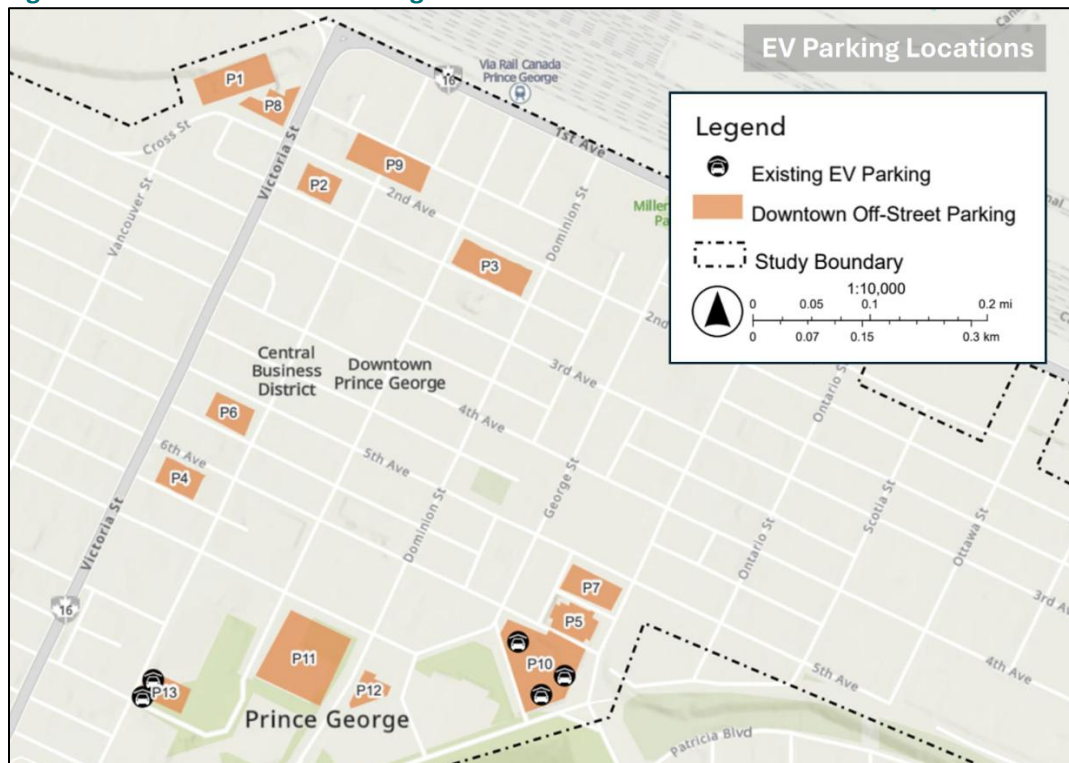 EV Parking Locations
Legend
Existing EV Parking
Downtown Off-Street Parking
Study Boundary
1:10,000
0 0.05 0.1 0.2 mi
0 0.07 0.15 0.3 km
Via Rail Canada
Prince George
16
1st Ave
P1
P8
Cross St
Victoria St
Vancouver St
P9
P2
2nd Ave
Dominion St
P3
Central
Business
District
Downtown
Prince George
3rd Ave
4th Ave
5th Ave
P6
6th Ave
P4
Victoria St
Dominion St
George St
Ontario St
Ontario St
Scotia St
Ottawa St
3rd Ave
4th Ave
5th Ave
P7
P5
P10
P11
P12
P13
16
Prince George
Patricia Blvd